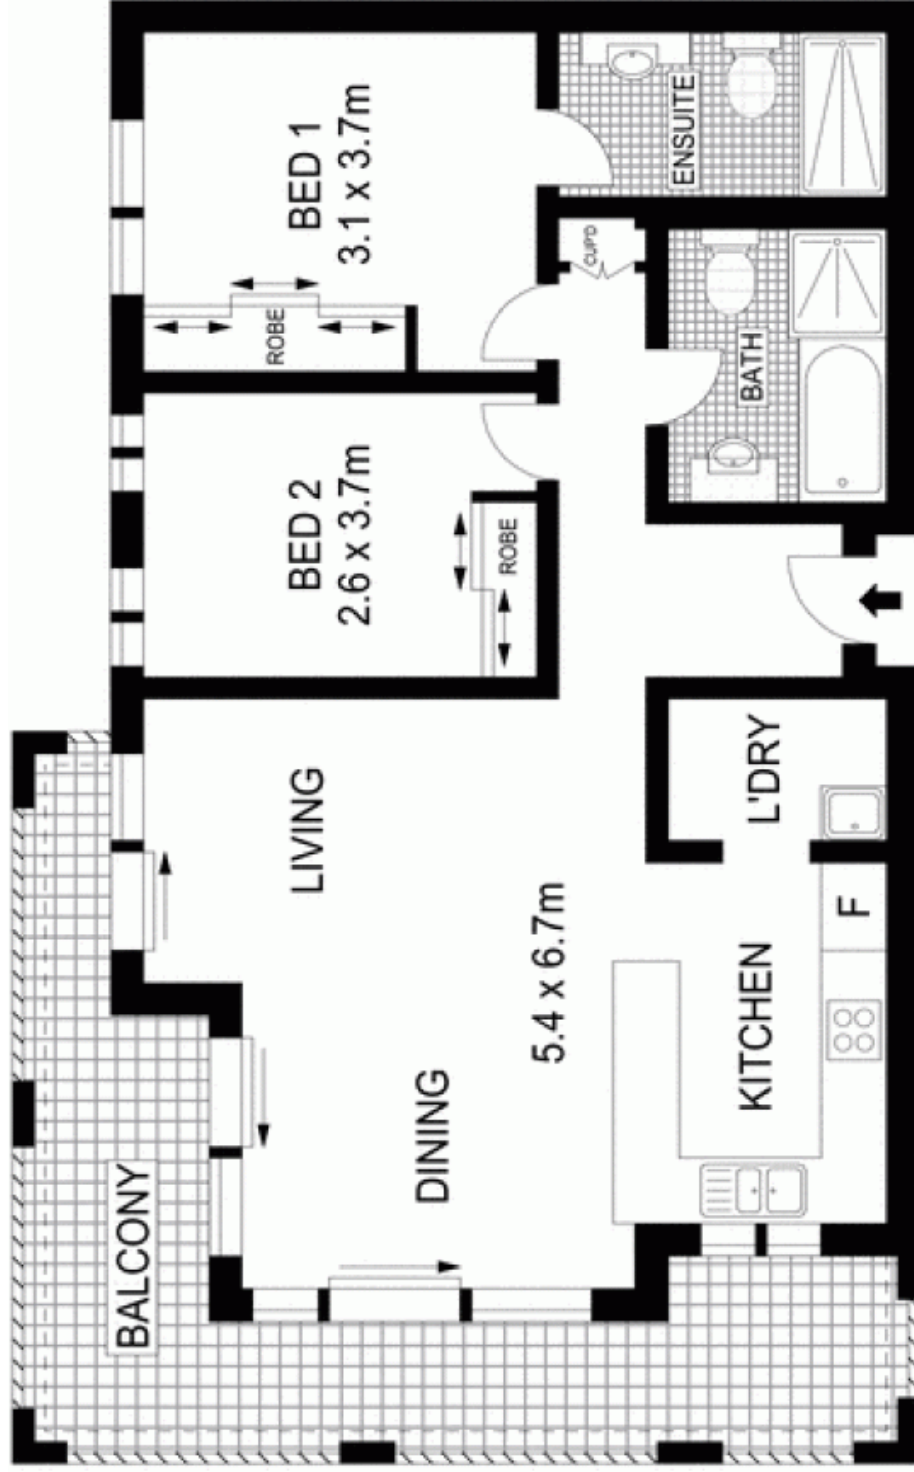 BED 1
3.1 x 3.7m
ENSUITE
CUP'D
ROBE
BATH
BED 2
2.6 x 3.7m
ROBE
LIVING
L'DRY
5.4 x 6.7m
F
KITCHEN
DINING
BALCONY